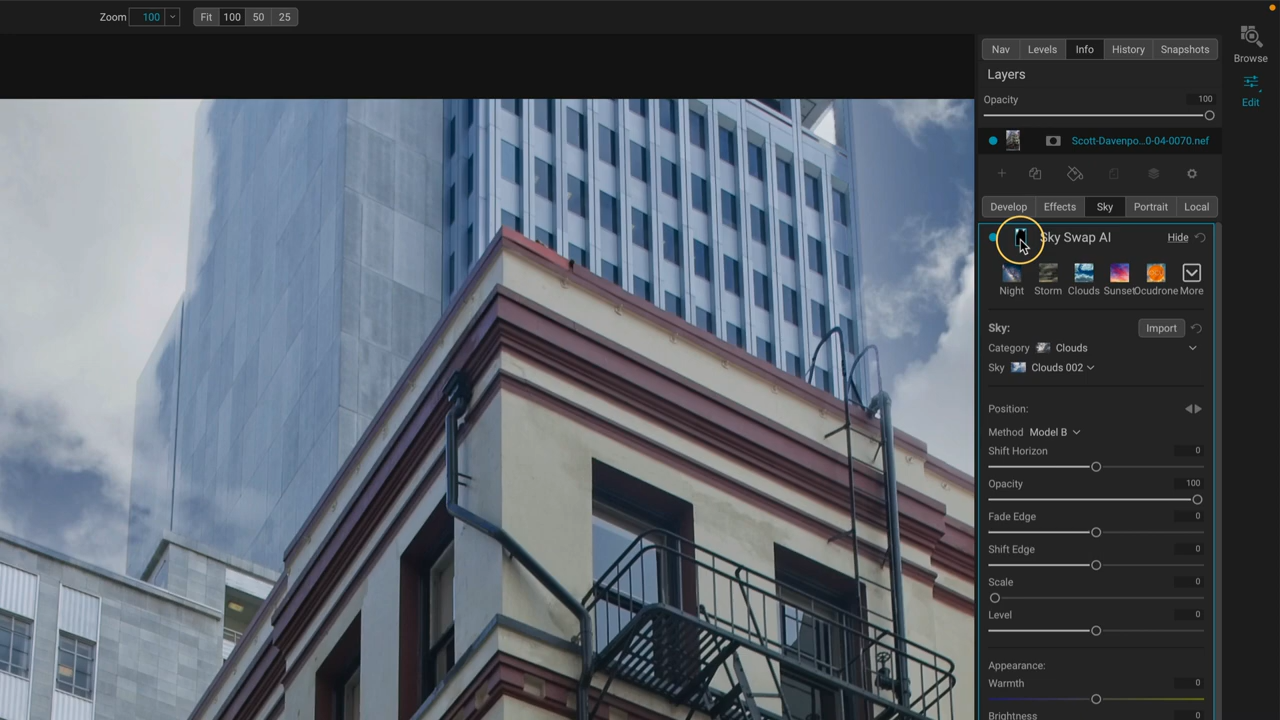 Zoom 100 Fit 100 50 25
Browse
Edit
Nav Levels Info History Snapshots
Layers
Opacity 100
Scott-Davenpo...0-04-0070.nef
Develop Effects Sky Portrait Local
Sky Swap AI Hide
Night Storm Clouds Sunset Ocudrone More
Sky: Import
Category Clouds
Sky Clouds 002
Position:
Method Model B
Shift Horizon 0
Opacity 100
Fade Edge 0
Shift Edge 0
Scale 0
Level 0
Appearance:
Warmth 0
Brightness 0